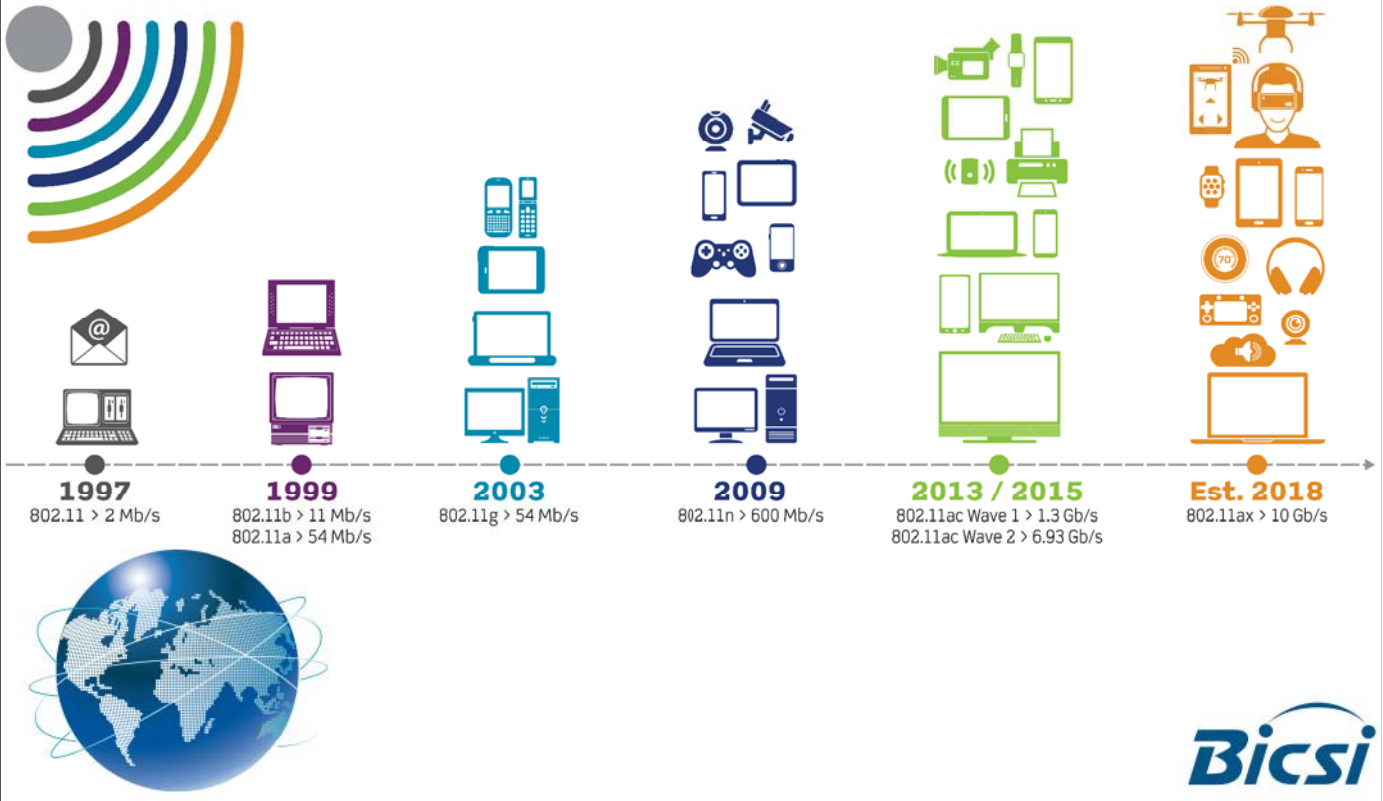 @
70°
1997
802.11 > 2 Mb/s
1999
802.11b > 11 Mb/s
802.11a > 54 Mb/s
2003
802.11g > 54 Mb/s
2009
802.11n > 600 Mb/s
2013 / 2015
802.11ac Wave 1 > 1.3 Gb/s
802.11ac Wave 2 > 6.93 Gb/s
Est. 2018
802.11ax > 10 Gb/s
Bicsi